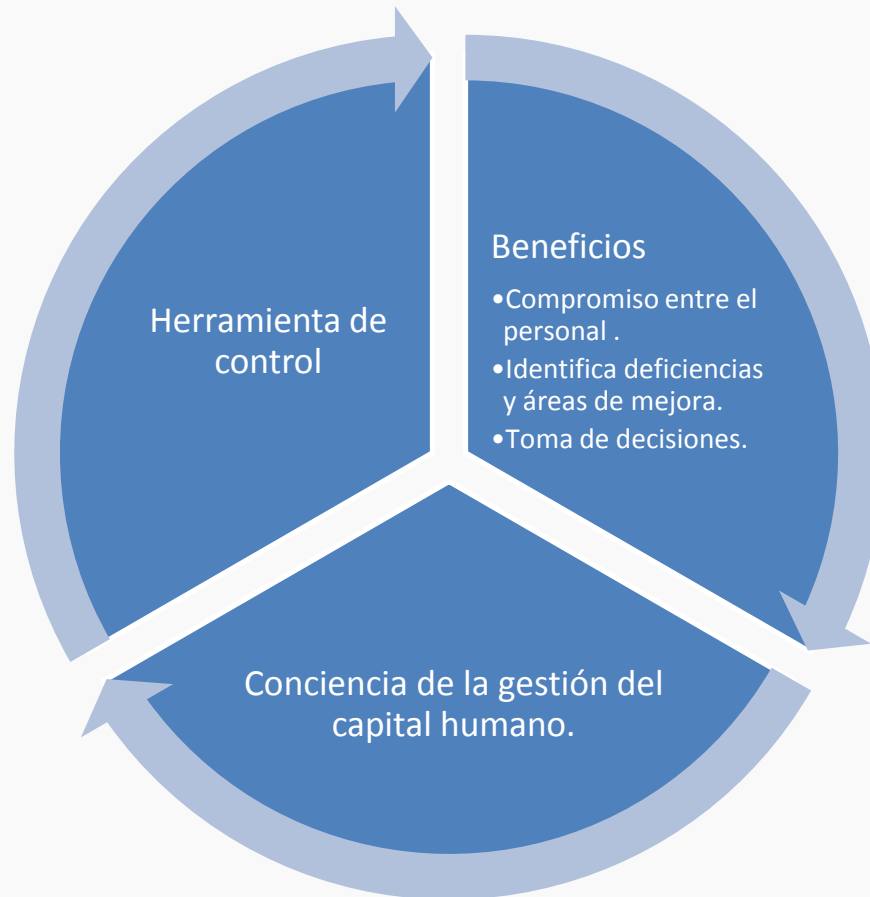 Beneficios
•Compromiso entre el
personal .
•Identifica deficiencias
y áreas de mejora.
•Toma de decisiones.
Conciencia de la gestión del
capital humano.
Herramienta de
control